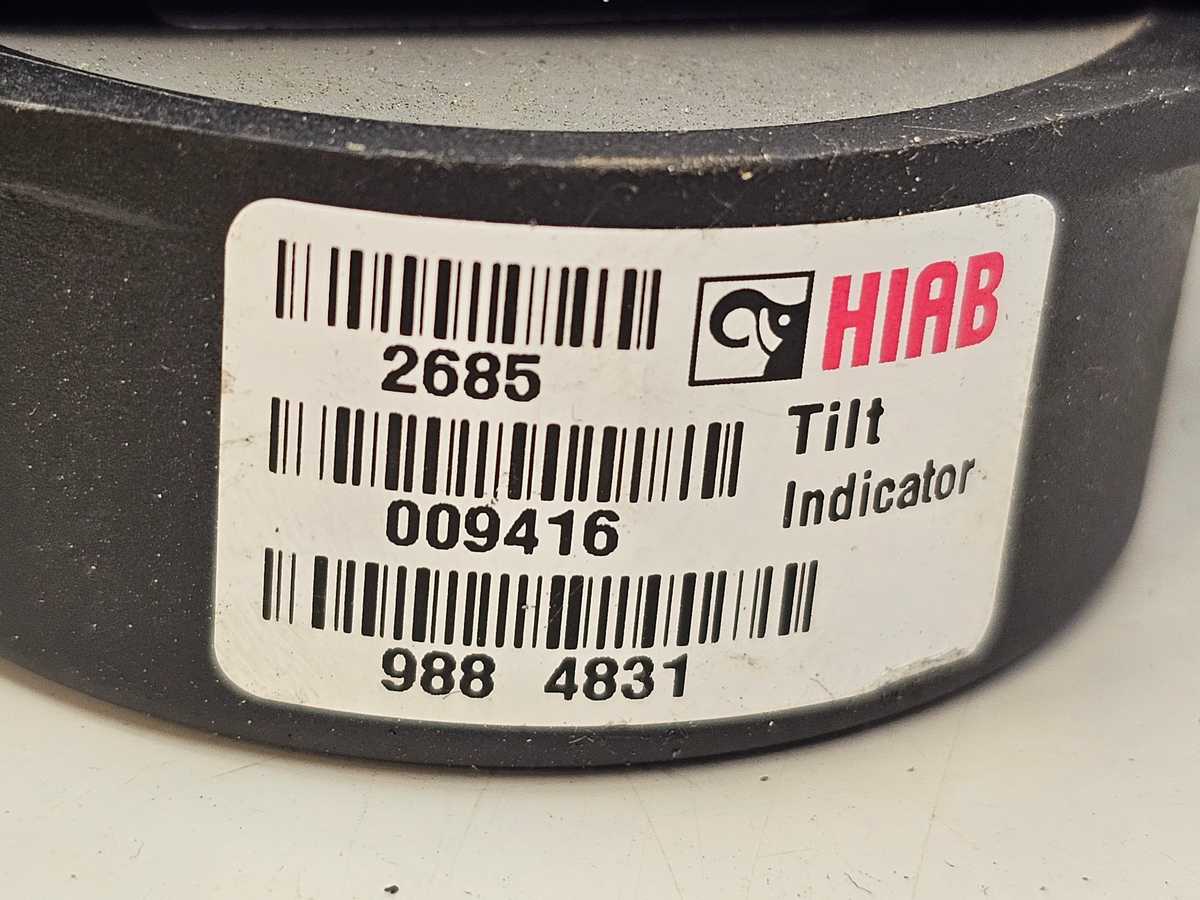 2685
HIAB
009416
Tilt
Indicator
988 4831